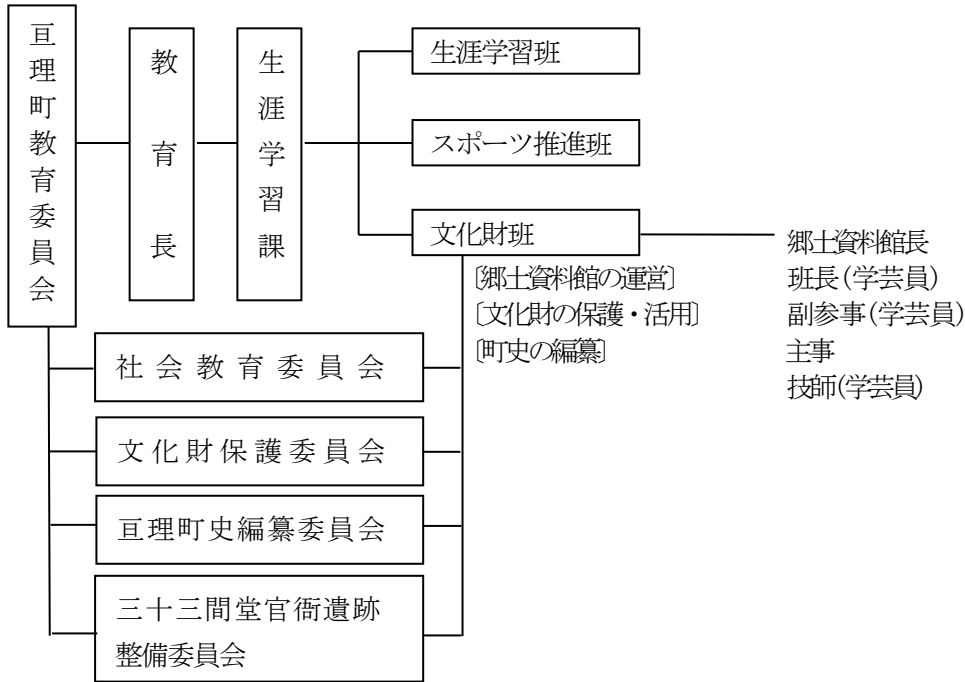 亘理町教育委員会
教育長
生涯学習課
生涯学習班
スポーツ推進班
文化財班
〔郷土資料館の運営〕
〔文化財の保護・活用〕
〔町史の編纂〕
郷土資料館長
班長(学芸員)
副参事(学芸員)
主事
技師(学芸員)
社会教育委員会
文化財保護委員会
亘理町史編纂委員会
三十三間堂官衙遺跡
整備委員会